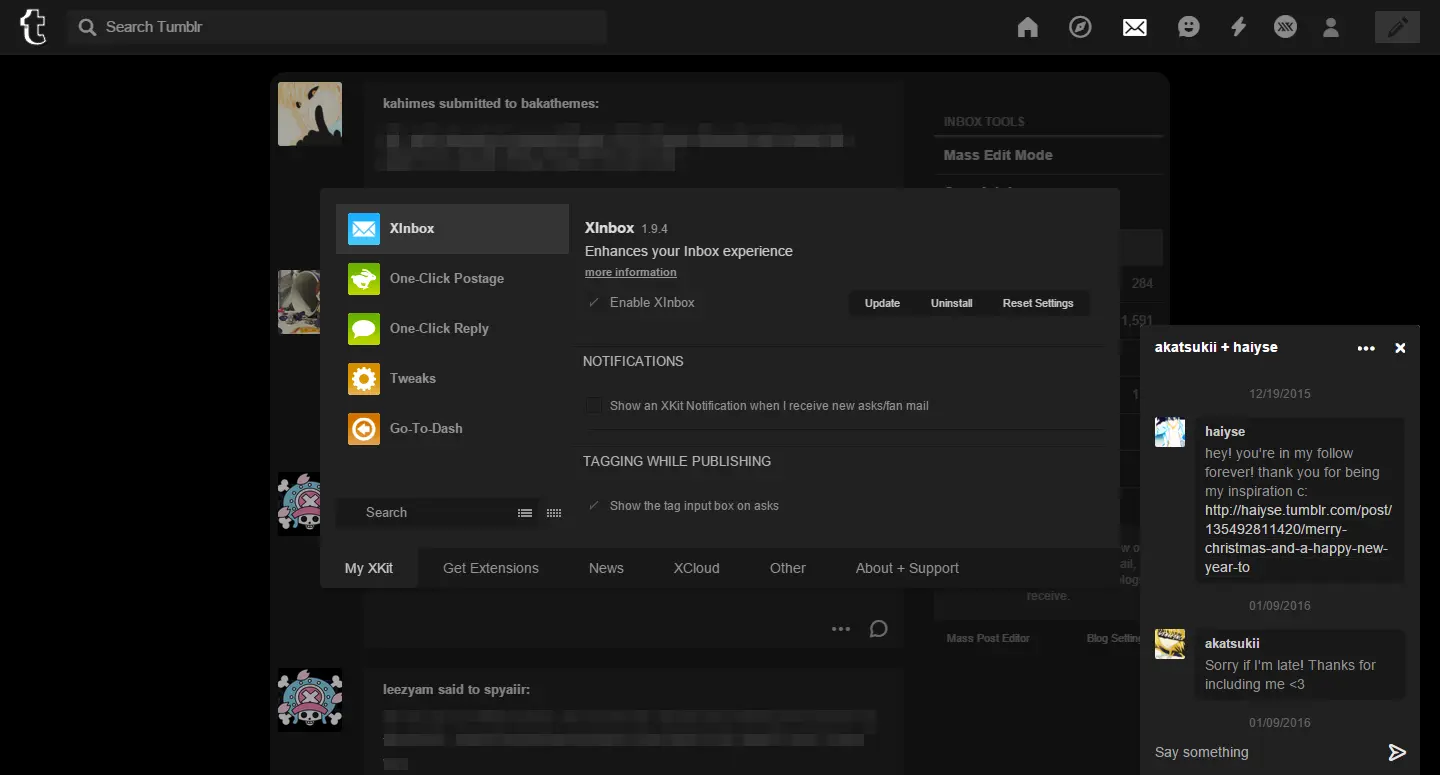 Search Tumblr
kahimes submitted to bakathemes:
INBOX TOOLS
Mass Edit Mode
XInbox
One-Click Postage
One-Click Reply
Tweaks
Go-To-Dash
Search
XInbox 1.9.4
Enhances your Inbox experience
more information
Enable XInbox
Update Uninstall Reset Settings
NOTIFICATIONS
Show an XKit Notification when I receive new asks/fan mail
TAGGING WHILE PUBLISHING
Show the tag input box on asks
My XKit Get Extensions News XCloud Other About + Support
284
1,591
receive.
Mass Post Editor Blog Setting
leezyam said to spyaiir:
akatsukii + haiyse
12/19/2015
haiyse
hey! you're in my follow
forever! thank you for being
my inspiration c:
http://haiyse.tumblr.com/post/
135492811420/merry-
christmas-and-a-happy-new-
year-to
01/09/2016
akatsukii
Sorry if I'm late! Thanks for
including me <3
01/09/2016
Say something